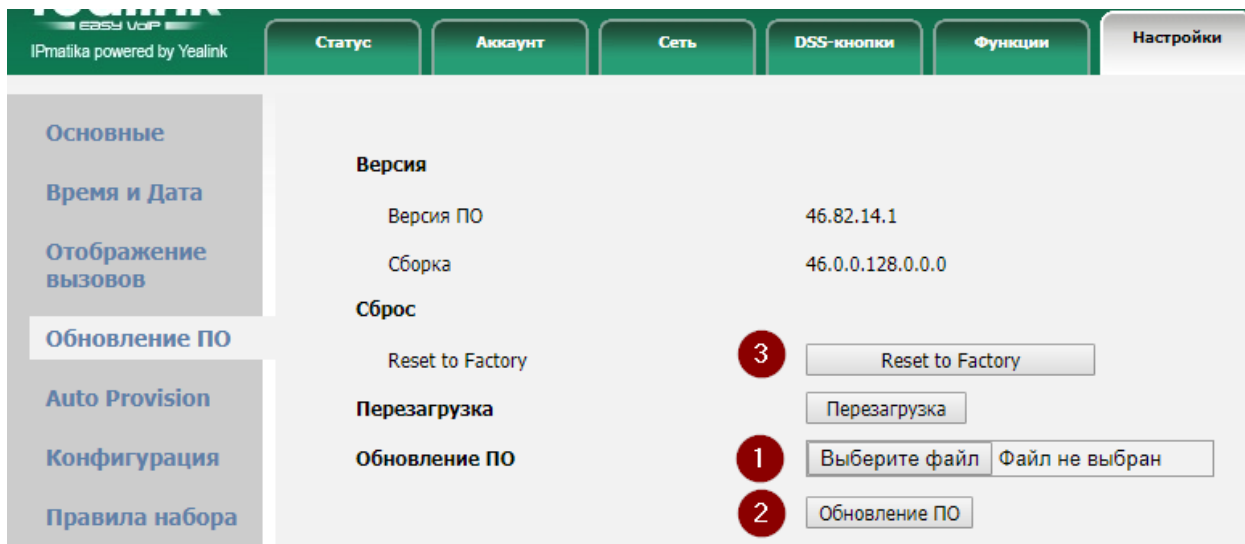 EASY VoIP
IPmatika powered by Yealink
Статус
Аккаунт
Сеть
DSS-кнопки
Функции
Настройки
Основные
Время и Дата
Отображение
вызовов
Обновление ПО
Auto Provision
Конфигурация
Правила набора
Версия
Версия ПО 46.82.14.1
Сборка 46.0.0.128.0.0.0
Сброс
Reset to Factory 3 Reset to Factory
Перезагрузка Перезагрузка
Обновление ПО 1 Выберите файл Файл не выбран
2 Обновление ПО